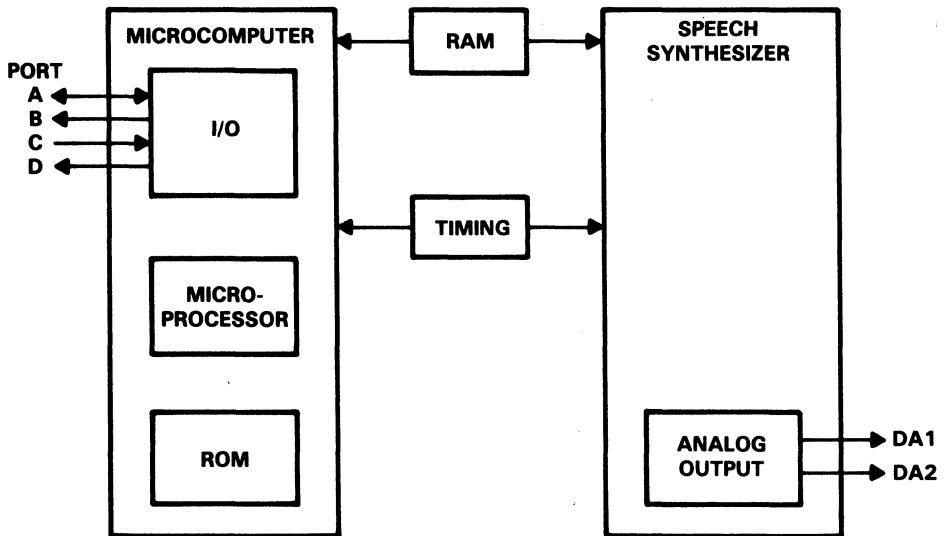 MICROCOMPUTER
PORT
A
B
C
D
I/O
MICRO-
PROCESSOR
ROM
RAM
TIMING
SPEECH
SYNTHESIZER
ANALOG
OUTPUT
DA1
DA2